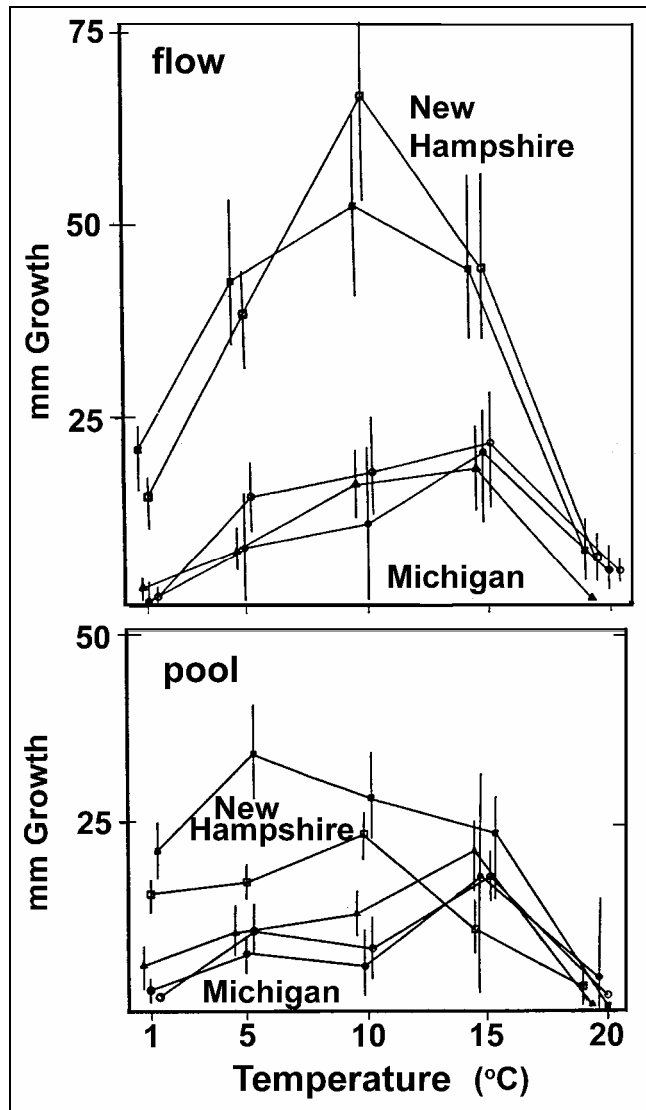 75
flow
New
Hampshire
50
mm Growth
25
Michigan
50
pool
mm Growth
New
Hampshire
25
Michigan
1 5 10 15 20
Temperature (°C)